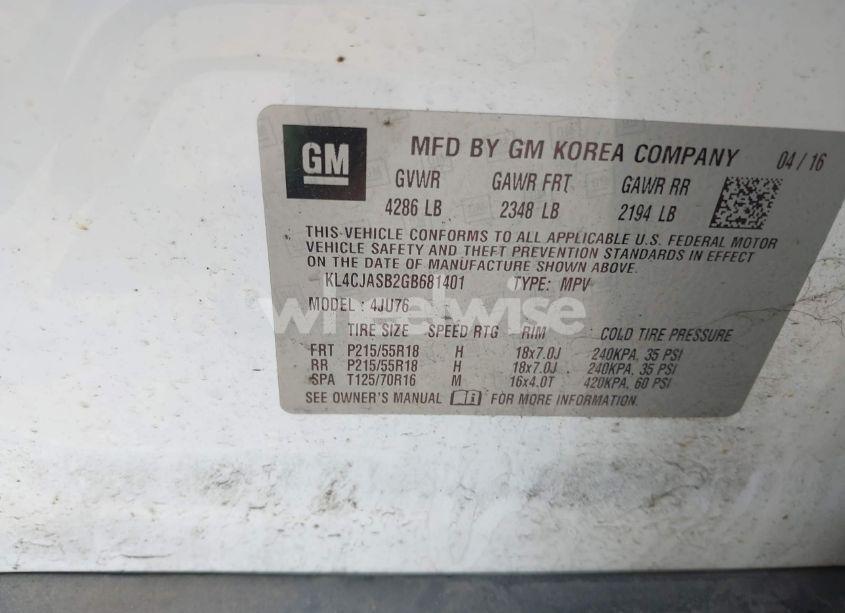 GM
MFD BY GM KOREA COMPANY 04 / 16
GVWR GAWR FRT GAWR RR
4286 LB 2348 LB 2194 LB
THIS VEHICLE CONFORMS TO ALL APPLICABLE U.S. FEDERAL MOTOR
VEHICLE SAFETY AND THEFT PREVENTION STANDARDS IN EFFECT
ON THE DATE OF MANUFACTURE SHOWN ABOVE.
KL4CJASB2GB681401 TYPE: MPV
MODEL : 4JU76
wheelwise
TIRE SIZE SPEED RTG RIM COLD TIRE PRESSURE
FRT P215/55R18 H 18x7.0J 240KPA, 35 PSI
RR P215/55R18 H 18x7.0J 240KPA, 35 PSI
SPA T125/70R16 M 16x4.0T 420KPA, 60 PSI
SEE OWNER'S MANUAL FOR MORE INFORMATION.